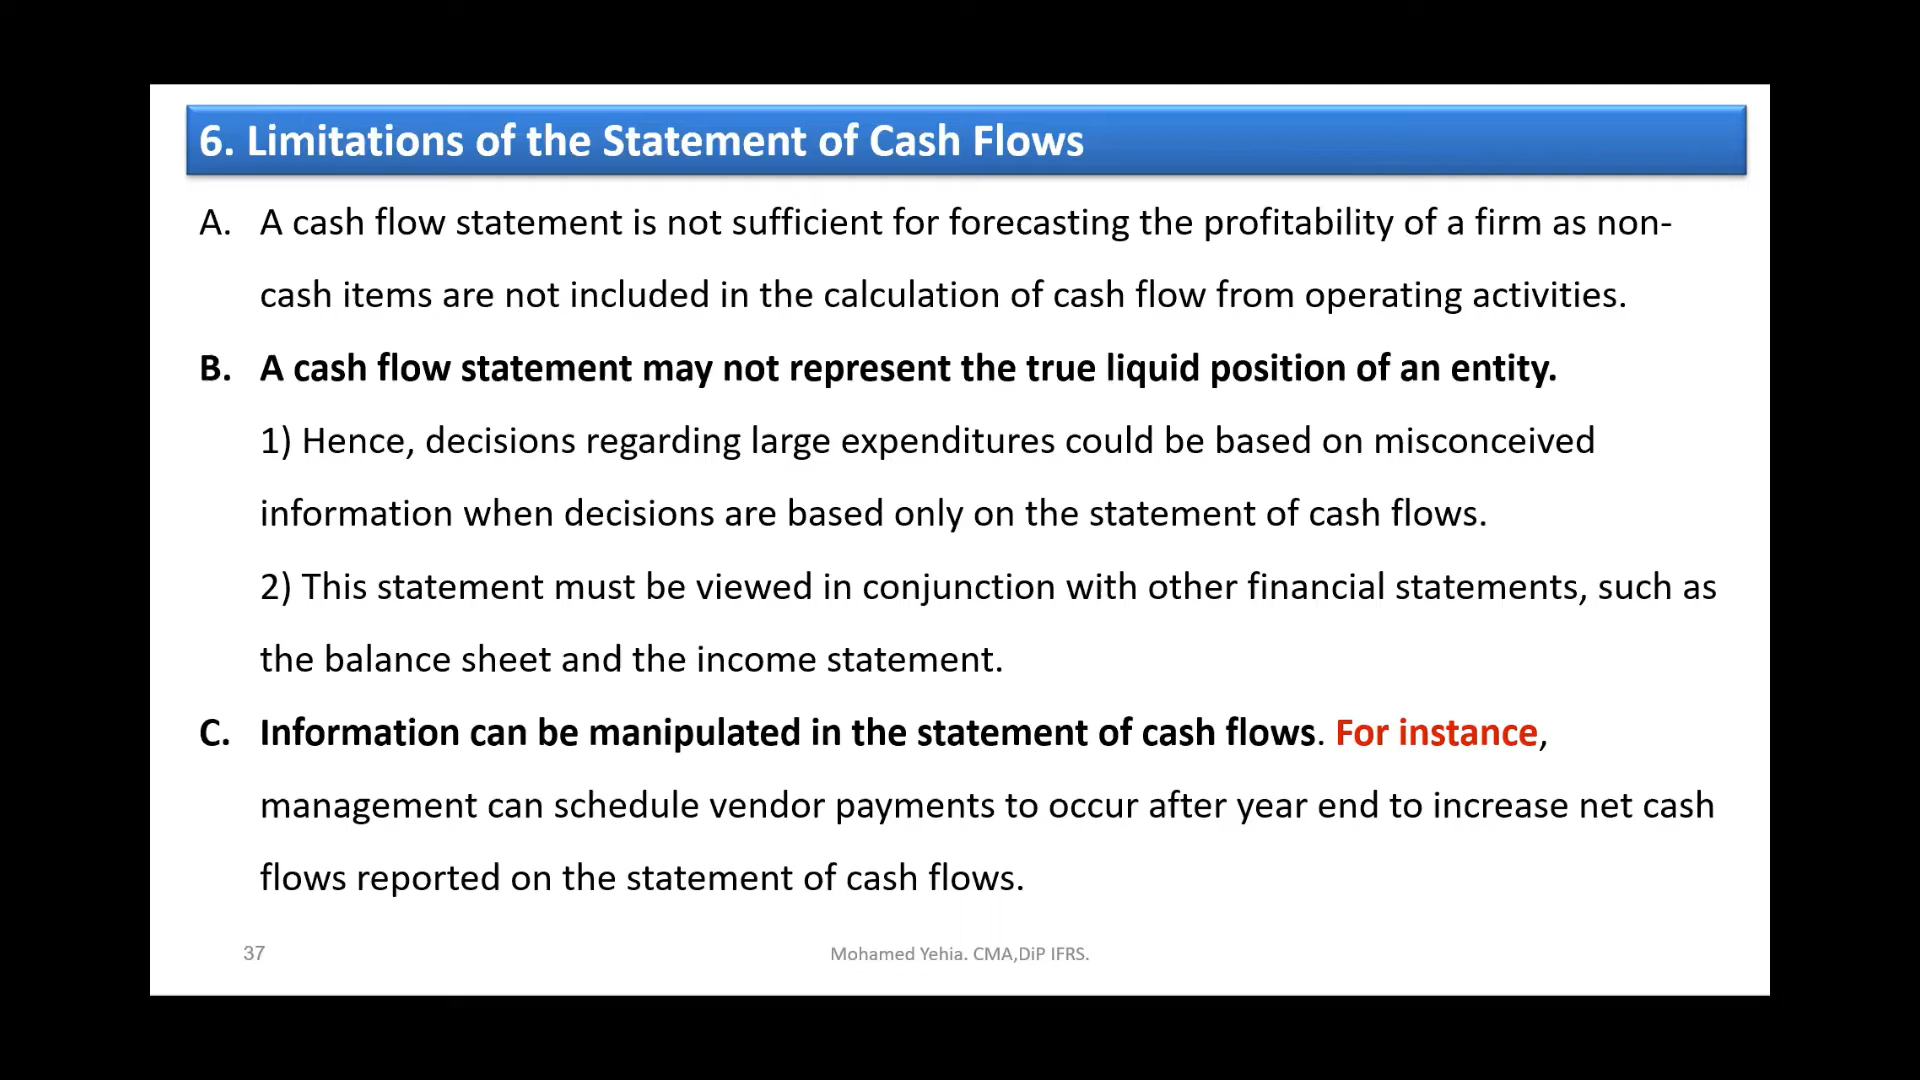 6. Limitations of the Statement of Cash Flows
A. A cash flow statement is not sufficient for forecasting the profitability of a firm as non-
cash items are not included in the calculation of cash flow from operating activities.
B. A cash flow statement may not represent the true liquid position of an entity.
1) Hence, decisions regarding large expenditures could be based on misconceived
information when decisions are based only on the statement of cash flows.
2) This statement must be viewed in conjunction with other financial statements, such as
the balance sheet and the income statement.
C. Information can be manipulated in the statement of cash flows. For instance,
management can schedule vendor payments to occur after year end to increase net cash
flows reported on the statement of cash flows.
37 Mohamed Yehia. CMA,DiP IFRS.